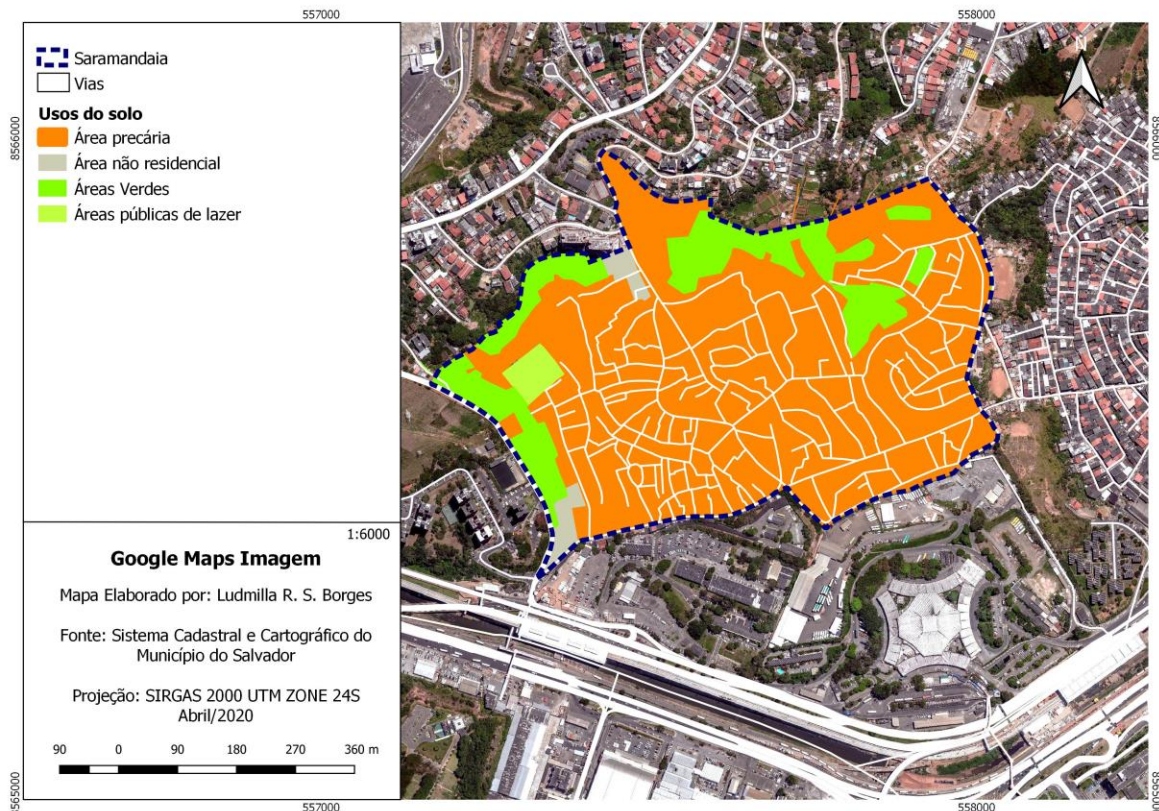 557000
558000
8566000
8566000
Saramandaia
Vias
Usos do solo
Área precária
Área não residencial
Áreas Verdes
Áreas públicas de lazer
N
1:6000
Google Maps Imagem
Mapa Elaborado por: Ludmilla R. S. Borges
Fonte: Sistema Cadastral e Cartográfico do
Município do Salvador
Projeção: SIRGAS 2000 UTM ZONE 24S
Abril/2020
90 0 90 180 270 360 m
8565000
557000
558000